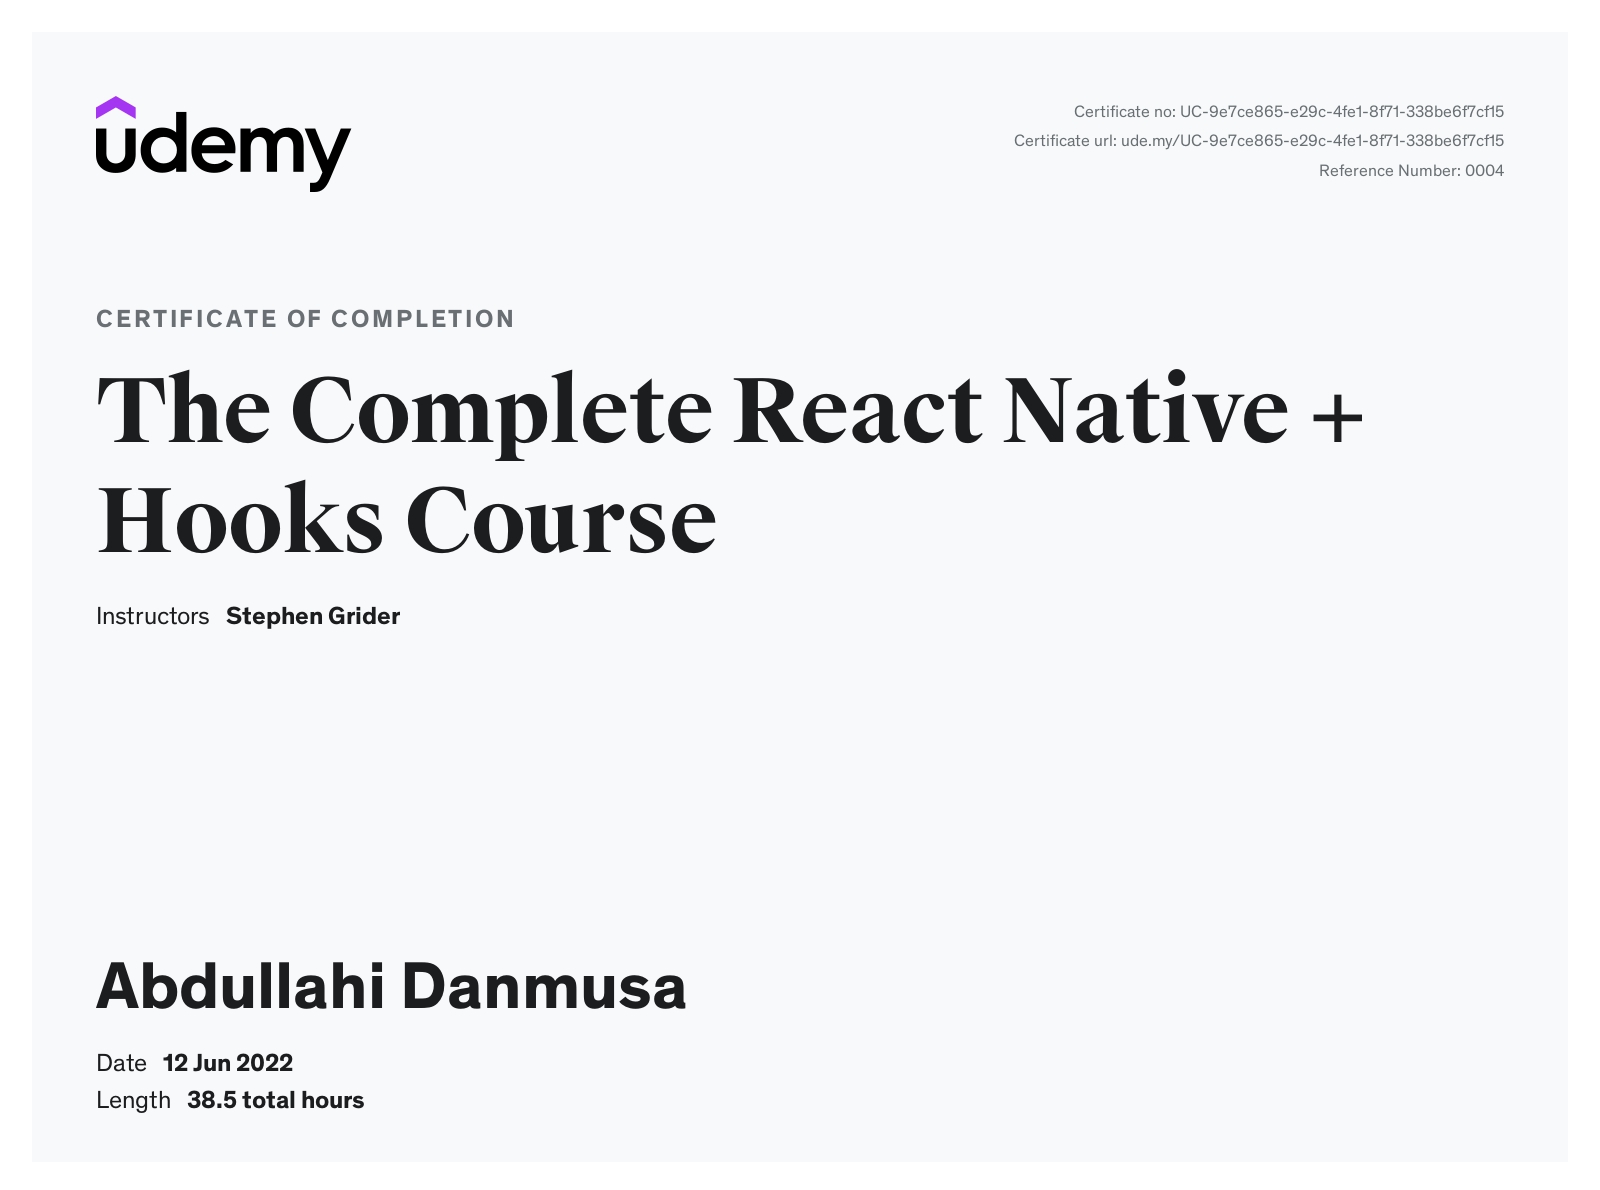 udemy
Certificate no: UC-9e7ce865-e29c-4fe1-8f71-338be6f7cf15
Certificate url: ude.my/UC-9e7ce865-e29c-4fe1-8f71-338be6f7cf15
Reference Number: 0004
CERTIFICATE OF COMPLETION
The Complete React Native +
Hooks Course
Instructors Stephen Grider
Abdullahi Danmusa
Date 12 Jun 2022
Length 38.5 total hours